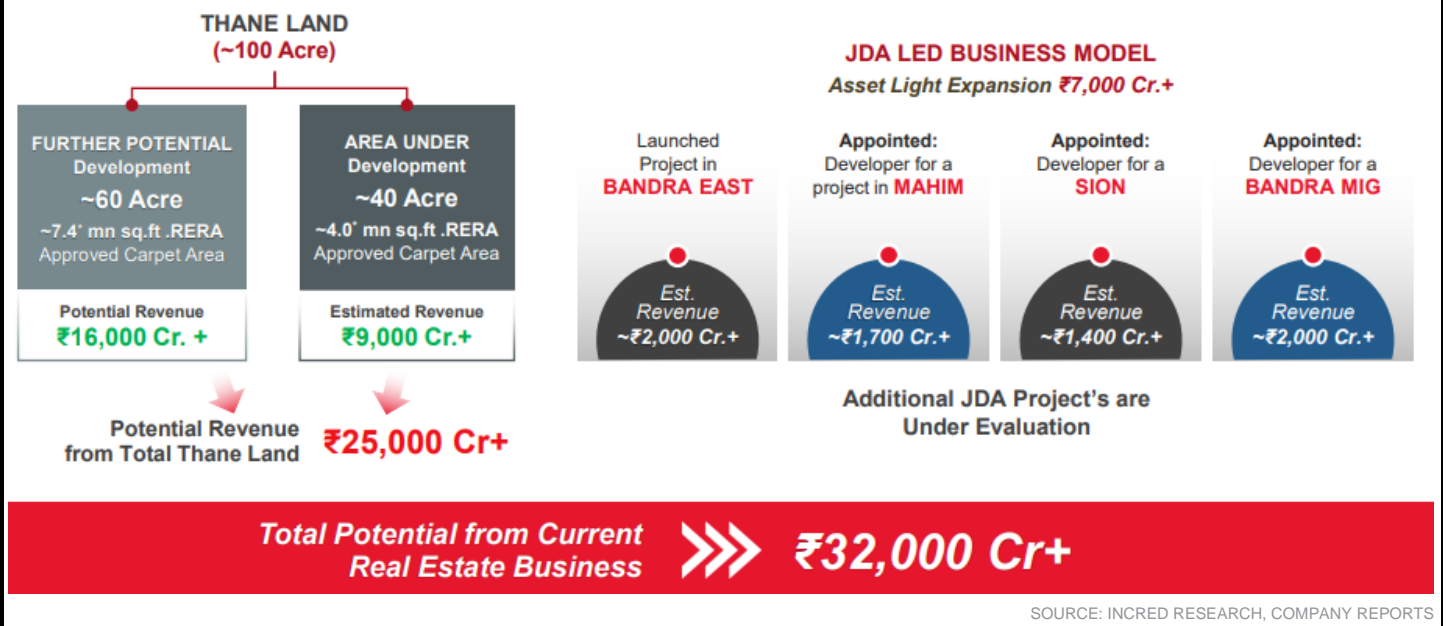 THANE LAND
(~100 Acre)
FURTHER POTENTIAL
Development
~60 Acre
~7.4* mn sq.ft .RERA
Approved Carpet Area
Potential Revenue
₹16,000 Cr. +
AREA UNDER
Development
~40 Acre
~4.0* mn sq.ft .RERA
Approved Carpet Area
Estimated Revenue
₹9,000 Cr.+
Potential Revenue
from Total Thane Land
₹25,000 Cr+
JDA LED BUSINESS MODEL
Asset Light Expansion ₹7,000 Cr.+
Launched
Project in
BANDRA EAST
Est.
Revenue
~₹2,000 Cr.+
Appointed:
Developer for a
project in MAHIM
Est.
Revenue
~₹1,700 Cr.+
Appointed:
Developer for a
SION
Est.
Revenue
~₹1,400 Cr.+
Appointed:
Developer for a
BANDRA MIG
Est.
Revenue
~₹2,000 Cr.+
Additional JDA Project's are
Under Evaluation
Total Potential from Current
Real Estate Business
₹32,000 Cr+
SOURCE: INCRED RESEARCH, COMPANY REPORTS